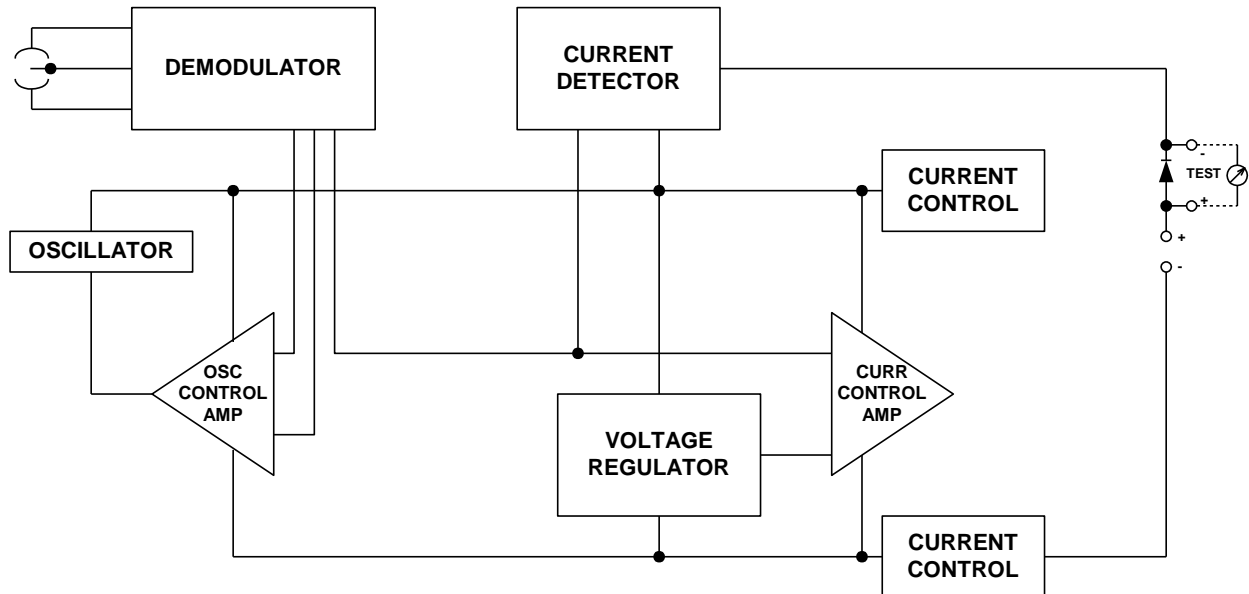 DEMODULATOR
CURRENT
DETECTOR
-
TEST
+
+
-
CURRENT
CONTROL
OSCILLATOR
OSC
CONTROL
AMP
CURR
CONTROL
AMP
VOLTAGE
REGULATOR
CURRENT
CONTROL